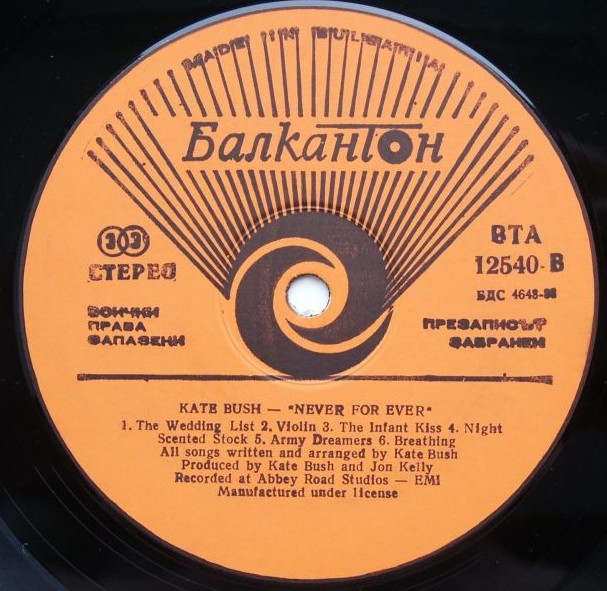 MADE IN BULGARIA
Балкантон
33
СТЕРЕО
ВСИЧКИ
ПРАВА
ЗАПАЗЕНИ
ВТА
12540-В
БДС 4648-86
ПРЕЗАПИСЪТ
ЗАБРАНЕН
KATE BUSH — "NEVER FOR EVER"
1. The Wedding List 2. Violin 3. The Infant Kiss 4. Night
Scented Stock 5. Army Dreamers 6. Breathing
All songs written and arranged by Kate Bush
Produced by Kate Bush and Jon Kelly
Recorded at Abbey Road Studios — EMI
Manufactured under license